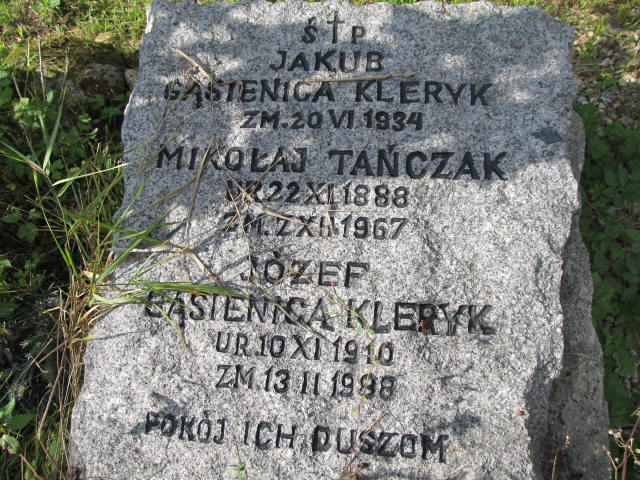 Ś † P
JAKUB
GĄSIENICA KLERYK
ZM. 20 VI 1934
MIKOŁAJ TAŃCZAK
UR. 22 XI 1888
ZM. 2 XII 1967
JÓZEF
GĄSIENICA KLERYK
UR 10 XI 1910
ZM 13 II 1988
POKÓJ ICH DUSZOM